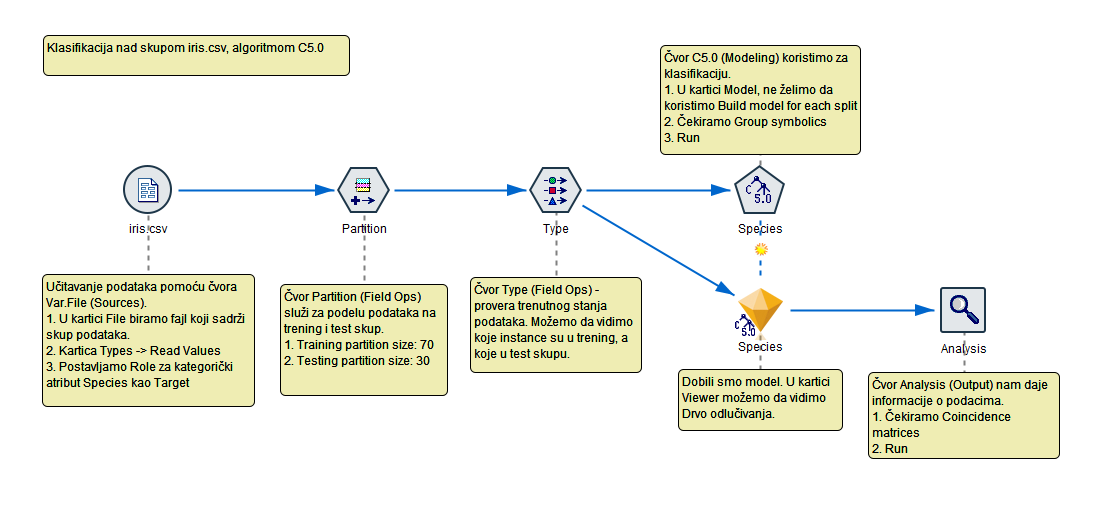 Klasifikacija nad skupom iris.csv, algoritmom C5.0
Čvor C5.0 (Modeling) koristimo za
klasifikaciju.
1. U kartici Model, ne želimo da
koristimo Build model for each split
2. Čekiramo Group symbolics
3. Run
C 5.0
iris.csv
Partition
Type
Species
Učitavanje podataka pomoću čvora
Var.File (Sources).
1. U kartici File biramo fajl koji sadrži
skup podataka.
2. Kartica Types -> Read Values
3. Postavljamo Role za kategorički
atribut Species kao Target
Čvor Partition (Field Ops)
služi za podelu podataka na
trening i test skup.
1. Training partition size: 70
2. Testing partition size: 30
Čvor Type (Field Ops) -
provera trenutnog stanja
podataka. Možemo da vidimo
koje instance su u trening, a
koje u test skupu.
C 5.0
Species
Analysis
Dobili smo model. U kartici
Viewer možemo da vidimo
Drvo odlučivanja.
Čvor Analysis (Output) nam daje
informacije o podacima.
1. Čekiramo Coincidence
matrices
2. Run